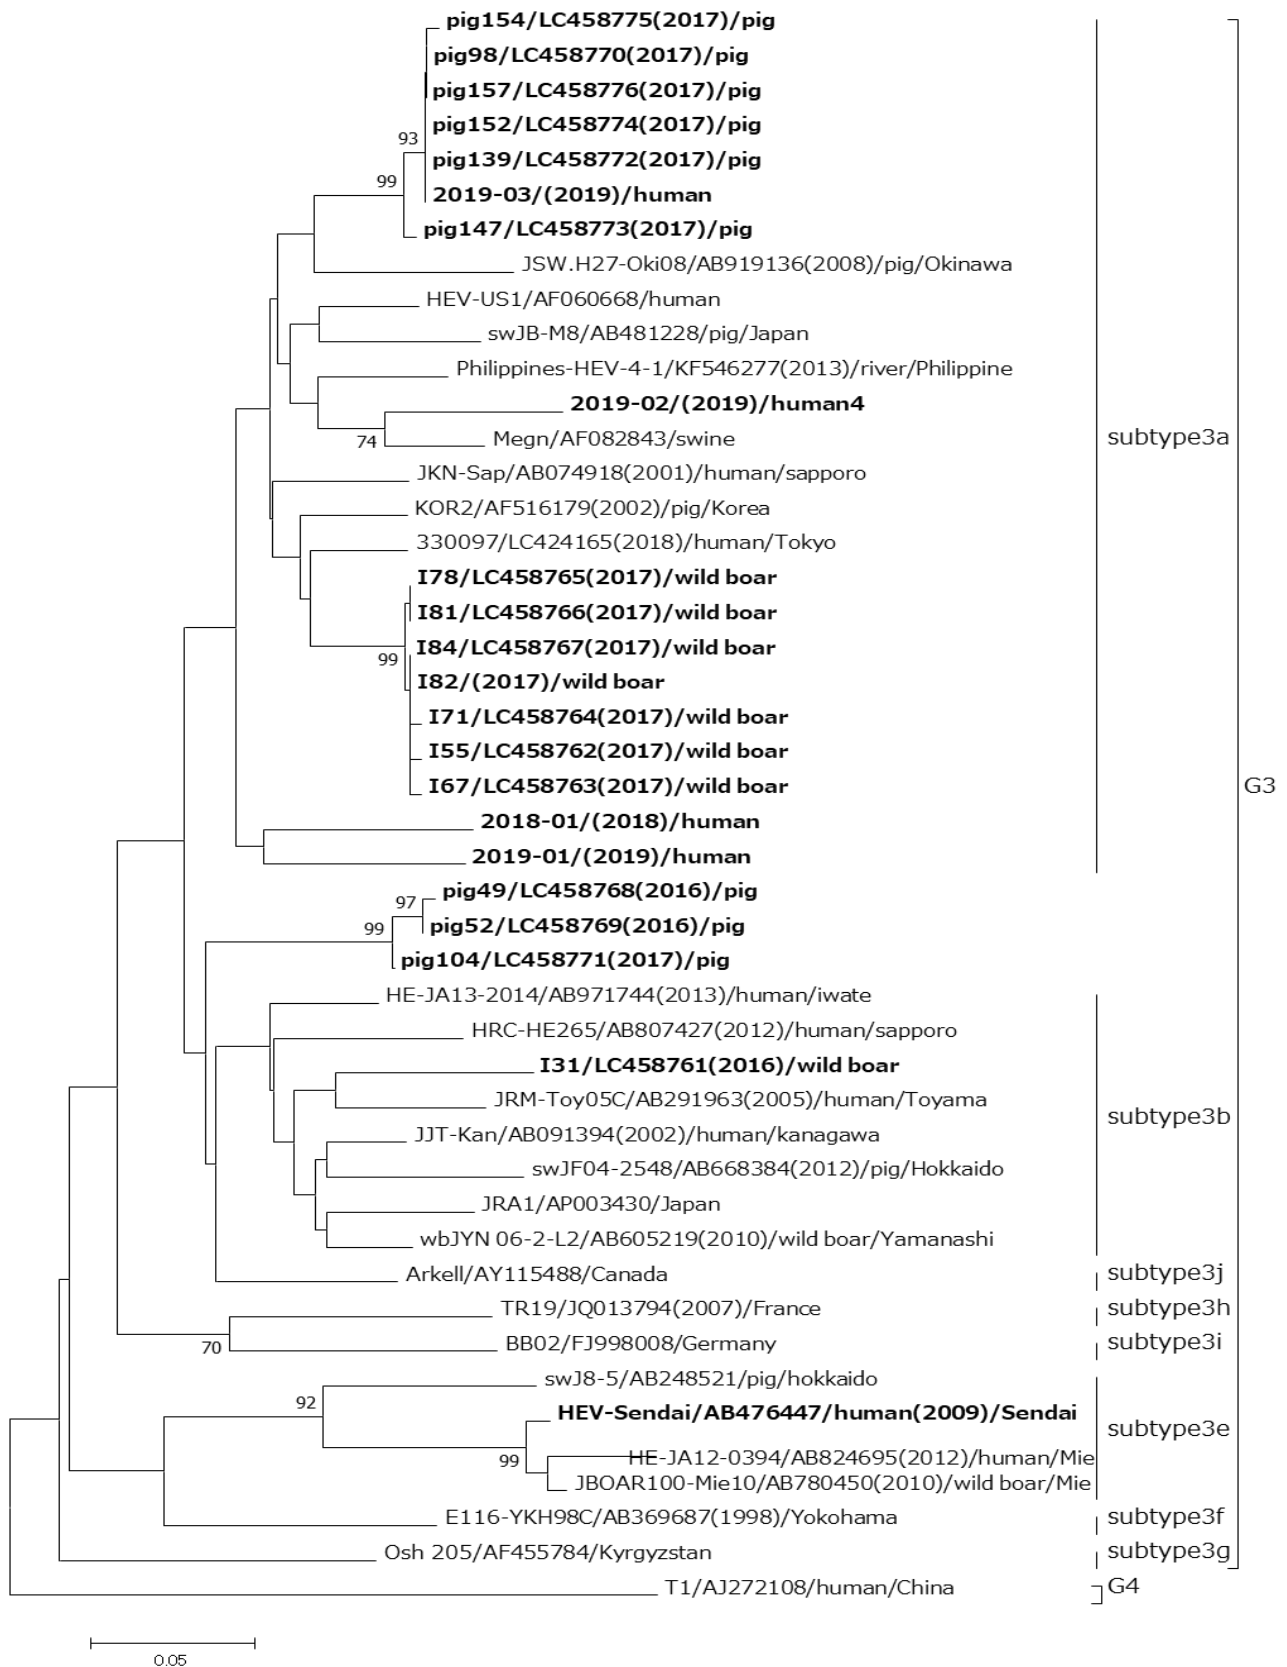 pig154/LC458775(2017)/pig
pig98/LC458770(2017)/pig
pig157/LC458776(2017)/pig
pig152/LC458774(2017)/pig
93
pig139/LC458772(2017)/pig
99
2019-03/(2019)/human
pig147/LC458773(2017)/pig
JSW.H27-Oki08/AB919136(2008)/pig/Okinawa
HEV-US1/AF060668/human
swJB-M8/AB481228/pig/Japan
Philippines-HEV-4-1/KF546277(2013)/river/Philippine
2019-02/(2019)/human4
74
Megn/AF082843/swine
subtype3a
JKN-Sap/AB074918(2001)/human/sapporo
KOR2/AF516179(2002)/pig/Korea
330097/LC424165(2018)/human/Tokyo
I78/LC458765(2017)/wild boar
I81/LC458766(2017)/wild boar
I84/LC458767(2017)/wild boar
99
I82/(2017)/wild boar
I71/LC458764(2017)/wild boar
I55/LC458762(2017)/wild boar
I67/LC458763(2017)/wild boar
G3
2018-01/(2018)/human
2019-01/(2019)/human
pig49/LC458768(2016)/pig
97
pig52/LC458769(2016)/pig
99
pig104/LC458771(2017)/pig
HE-JA13-2014/AB971744(2013)/human/iwate
HRC-HE265/AB807427(2012)/human/sapporo
I31/LC458761(2016)/wild boar
JRM-Toy05C/AB291963(2005)/human/Toyama
subtype3b
JJT-Kan/AB091394(2002)/human/kanagawa
swJF04-2548/AB668384(2012)/pig/Hokkaido
JRA1/AP003430/Japan
wbJYN 06-2-L2/AB605219(2010)/wild boar/Yamanashi
Arkell/AY115488/Canada
subtype3j
TR19/JQ013794(2007)/France
subtype3h
70
BB02/FJ998008/Germany
subtype3i
swJ8-5/AB248521/pig/hokkaido
92
HEV-Sendai/AB476447/human(2009)/Sendai
subtype3e
99
HE-JA12-0394/AB824695(2012)/human/Mie
JBOAR100-Mie10/AB780450(2010)/wild boar/Mie
E116-YKH98C/AB369687(1998)/Yokohama
subtype3f
Osh 205/AF455784/Kyrgyzstan
subtype3g
T1/AJ272108/human/China
G4
0.05